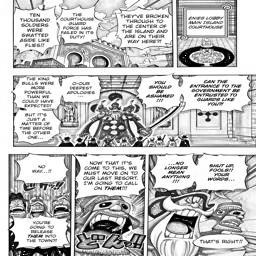 ENIES LOBBY
MAIN ISLAND
COURTHOUSE
THEY'VE BROKEN
THROUGH TO THE
CENTER OF
THE ISLAND
AND ARE ON
THEIR WAY HERE!!
THE
COURTHOUSE
GUARD
DOGS HAS
FAILED IN ITS
DUTY!
TEN
THOUSAND
SOLDIERS
WERE
SWATTED
ASIDE LIKE
FLIES!!
CAN THE
ENTRANCE TO THE
GOVERNMENT BE
ENTRUSTED TO
GUARDS LIKE
YOU?!!
YOU
SHOULD BE
ASHAMED
!!!
O-OUR
DEEPEST
APOLOGIES
THE KING
BULLS WERE
MORE
POWERFUL
THAN WE
COULD HAVE
EXPECTED!
BUT IT'S
JUST A
MATTER OF
TIME BEFORE
THE OTHER
ONE...
SHUT UP,
FOOLS!!
YOUR
WORDS...
...NO
LONGER
MEAN
ANYTHING
!!!
THAT'S RIGHT!!
NOW THAT IT'S
COME TO THIS, WE
MUST MOVE ON TO
OUR LAST RESORT.
I'M GOING TO CALL
ON THEM!!
NO
WAY...!!
YOU'RE
GOING TO
RELEASE
THEM INTO
THE TOWN?!